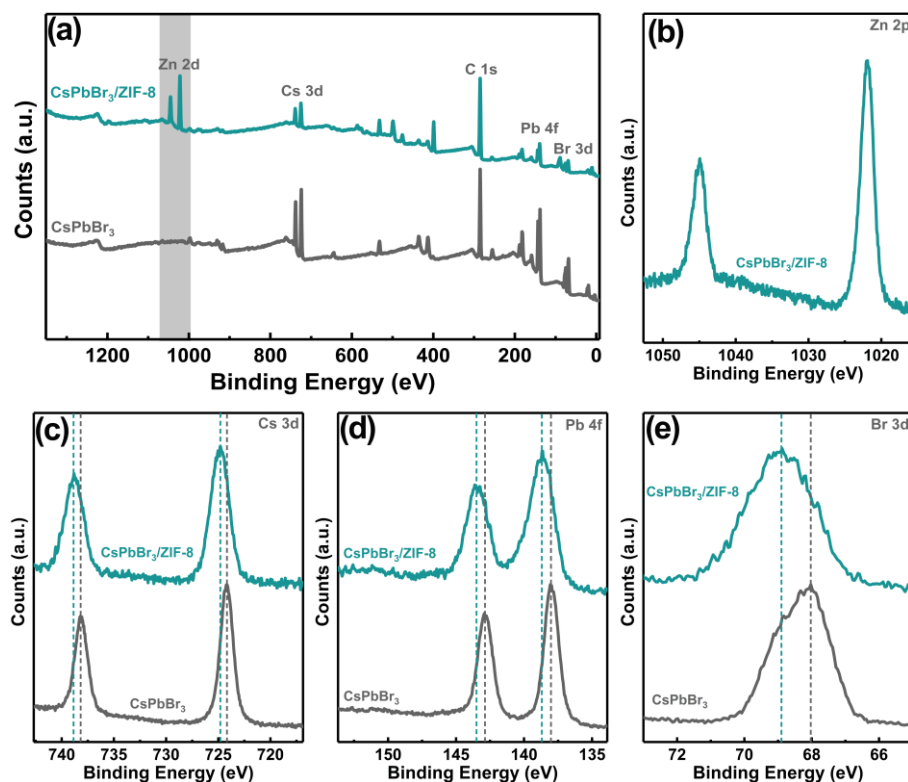 (a)
Zn 2d
CsPbBr₃/ZIF-8
Cs 3d
C 1s
Pb 4f
Br 3d
CsPbBr₃
Counts (a.u.)
1200 1000 800 600 400 200 0
Binding Energy (eV)
(b)
Zn 2p
CsPbBr₃/ZIF-8
Counts (a.u.)
1050 1040 1030 1020
Binding Energy (eV)
(c)
Cs 3d
CsPbBr₃/ZIF-8
CsPbBr₃
Counts (a.u.)
740 735 730 725 720
Binding Energy (eV)
(d)
Pb 4f
CsPbBr₃/ZIF-8
CsPbBr₃
Counts (a.u.)
150 145 140 135
Binding Energy (eV)
(e)
Br 3d
CsPbBr₃/ZIF-8
CsPbBr₃
Counts (a.u.)
72 70 68 66
Binding Energy (eV)